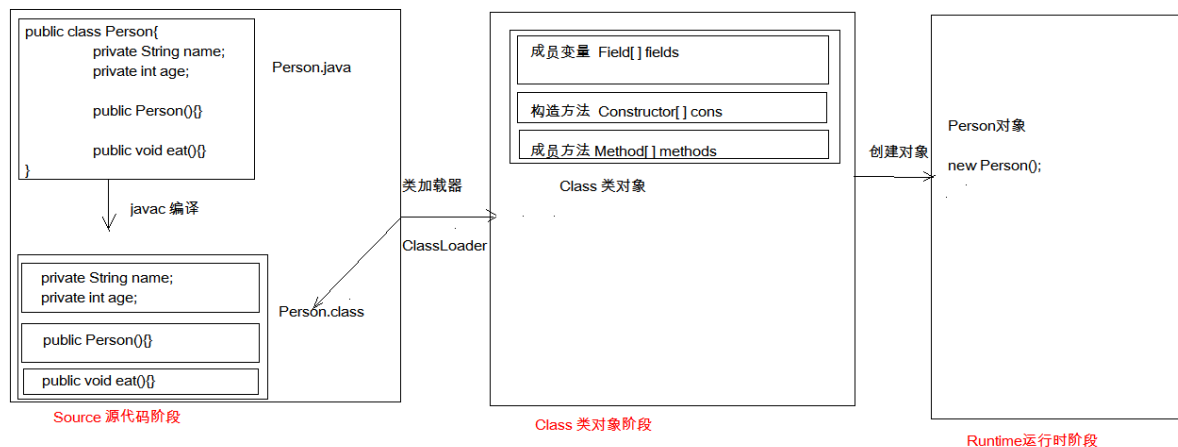 public class Person{
private String name;
private int age;
public Person(){}
public void eat(){}
}
Person.java
javac 编译
private String name;
private int age;
public Person(){}
public void eat(){}
Person.class
Source 源代码阶段
类加载器
ClassLoader
成员变量 Field[ ] fields
构造方法 Constructor[ ] cons
成员方法 Method[ ] methods
Class 类对象
Class 类对象阶段
创建对象
Person对象
new Person();
Runtime运行时阶段